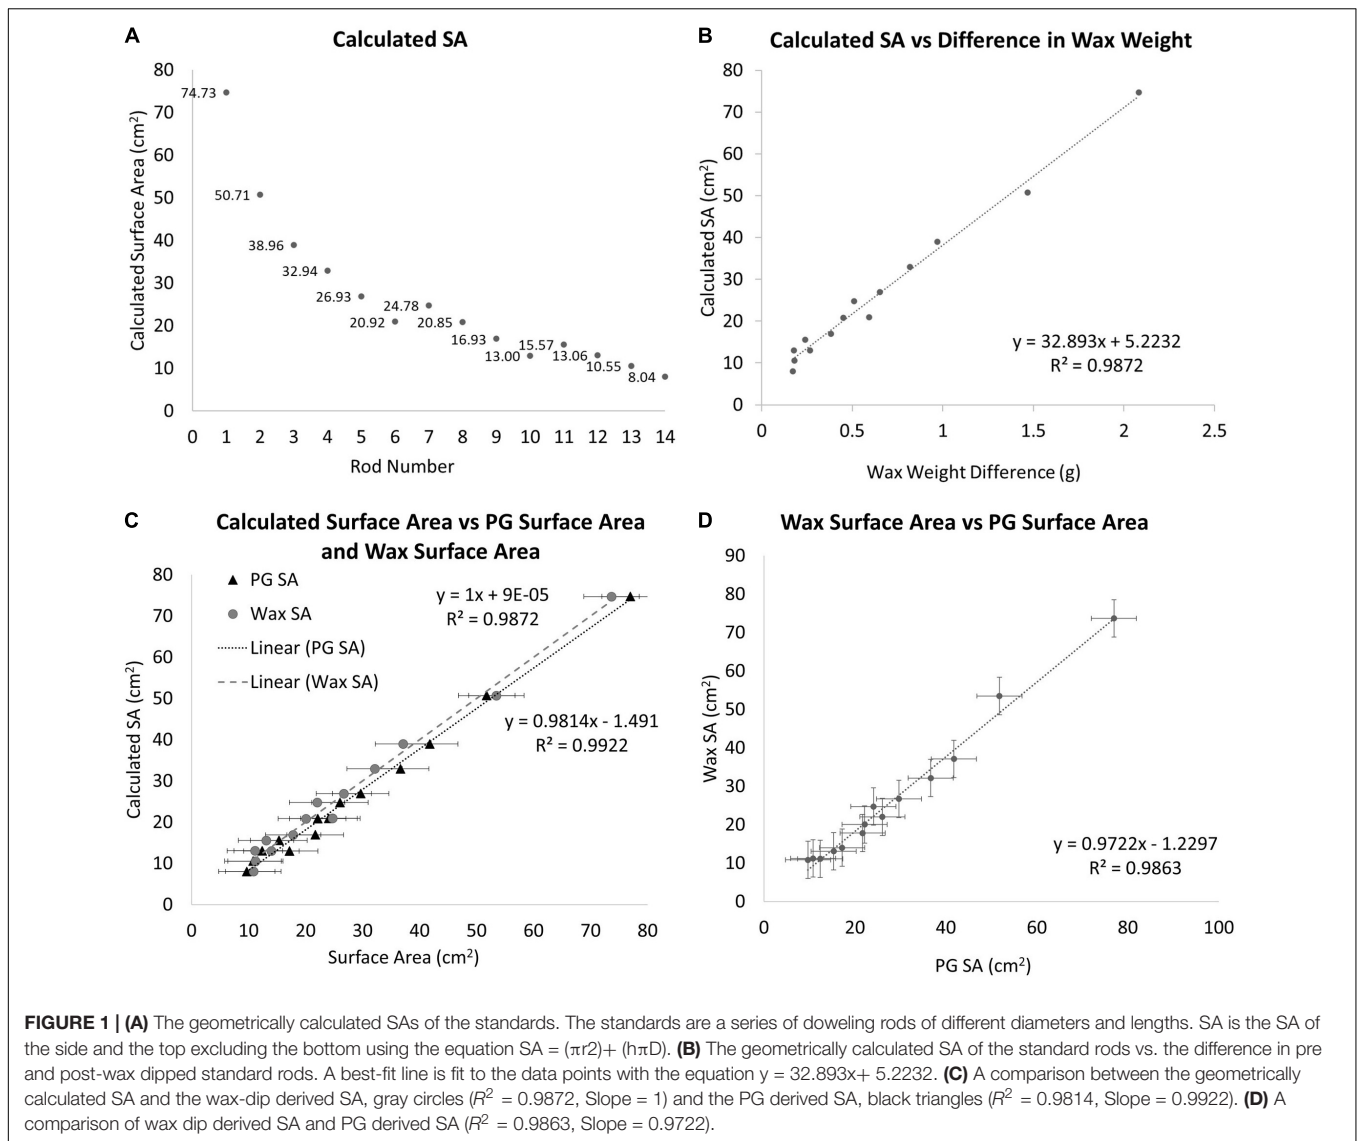 A
Calculated SA
80
70
60
50
40
30
20
10
0
Calculated Surface Area (cm²)
74.73
50.71
38.96
32.94
26.93
20.92
24.78
20.85
16.93
13.00
15.57
13.06
10.55
8.04
0 1 2 3 4 5 6 7 8 9 10 11 12 13 14
Rod Number
B
Calculated SA vs Difference in Wax Weight
80
70
60
50
40
30
20
10
0
Calculated SA (cm²)
y = 32.893x + 5.2232
R² = 0.9872
0 0.5 1 1.5 2 2.5
Wax Weight Difference (g)
C
Calculated Surface Area vs PG Surface Area
and Wax Surface Area
80
70
60
50
40
30
20
10
0
Calculated SA (cm²)
PG SA
Wax SA
Linear (PG SA)
Linear (Wax SA)
y = 1x + 9E-05
R² = 0.9872
y = 0.9814x - 1.491
R² = 0.9922
0 10 20 30 40 50 60 70 80
Surface Area (cm²)
D
Wax Surface Area vs PG Surface Area
90
80
70
60
50
40
30
20
10
0
Wax SA (cm²)
y = 0.9722x - 1.2297
R² = 0.9863
0 20 40 60 80 100
PG SA (cm²)
FIGURE 1 | (A) The geometrically calculated SAs of the standards. The standards are a series of doweling rods of different diameters and lengths. SA is the SA of
the side and the top excluding the bottom using the equation SA = (πr2)+ (hπD). (B) The geometrically calculated SA of the standard rods vs. the difference in pre
and post-wax dipped standard rods. A best-fit line is fit to the data points with the equation y = 32.893x+ 5.2232. (C) A comparison between the geometrically
calculated SA and the wax-dip derived SA, gray circles (R² = 0.9872, Slope = 1) and the PG derived SA, black triangles (R² = 0.9814, Slope = 0.9922). (D) A
comparison of wax dip derived SA and PG derived SA (R² = 0.9863, Slope = 0.9722).